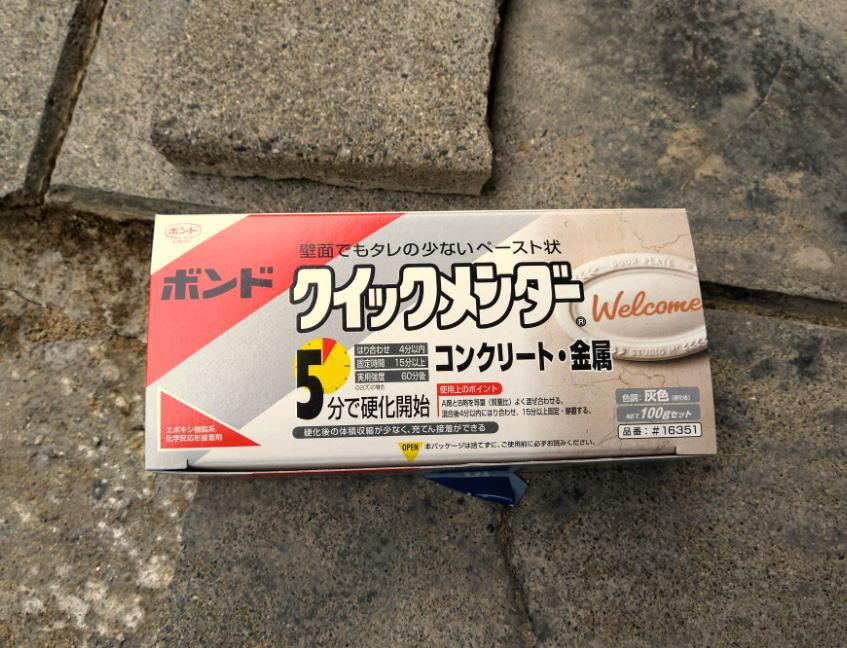 ボンド
KONISHI
壁面でもタレの少ないペースト状
ボンド クイックメンダー®
DOOR PLATE
Welcome
STUDIO
はり合わせ 4分以内
固定時間 15分以上
実用強度 60分後
コンクリート・金属
5分で硬化開始
使用上のポイント
A剤とB剤を等量(質量比)よく混ぜ合わせる。
混合後4分以内にはり合わせ、15分以上固定・静置する。
硬化後の体積収縮が少なく、充てん接着ができる
色調:灰色(硬化後)
NET 100gセット
品番:#16351
エポキシ樹脂系
化学反応形接着剤
OPEN
本パッケージは捨てずに、ご使用前に必ずお読みください。